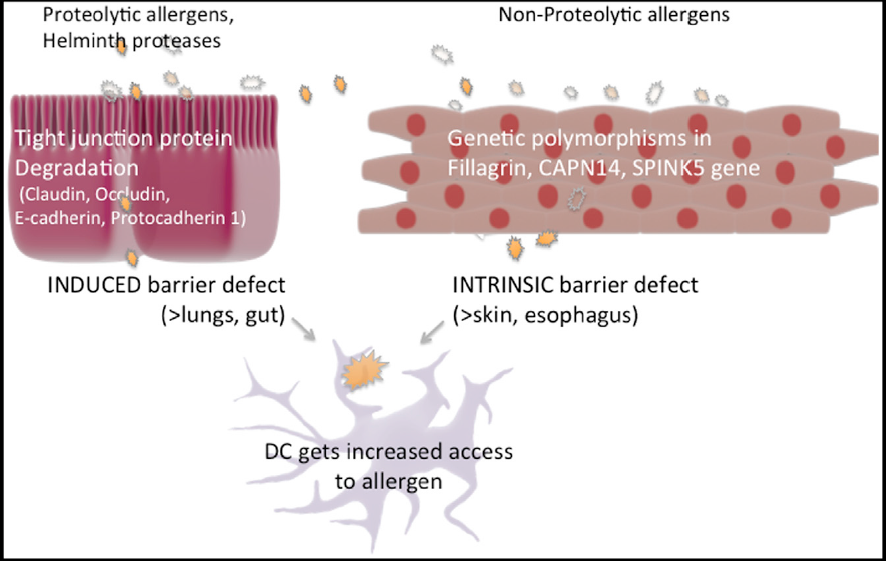 Proteolytic allergens,
Helminth proteases
Non-Proteolytic allergens
Tight junction protein
Degradation
(Claudin, Occludin,
E-cadherin, Protocadherin 1)
Genetic polymorphisms in
Fillagrin, CAPN14, SPINK5 gene
INDUCED barrier defect
(>lungs, gut)
INTRINSIC barrier defect
(>skin, esophagus)
DC gets increased access
to allergen